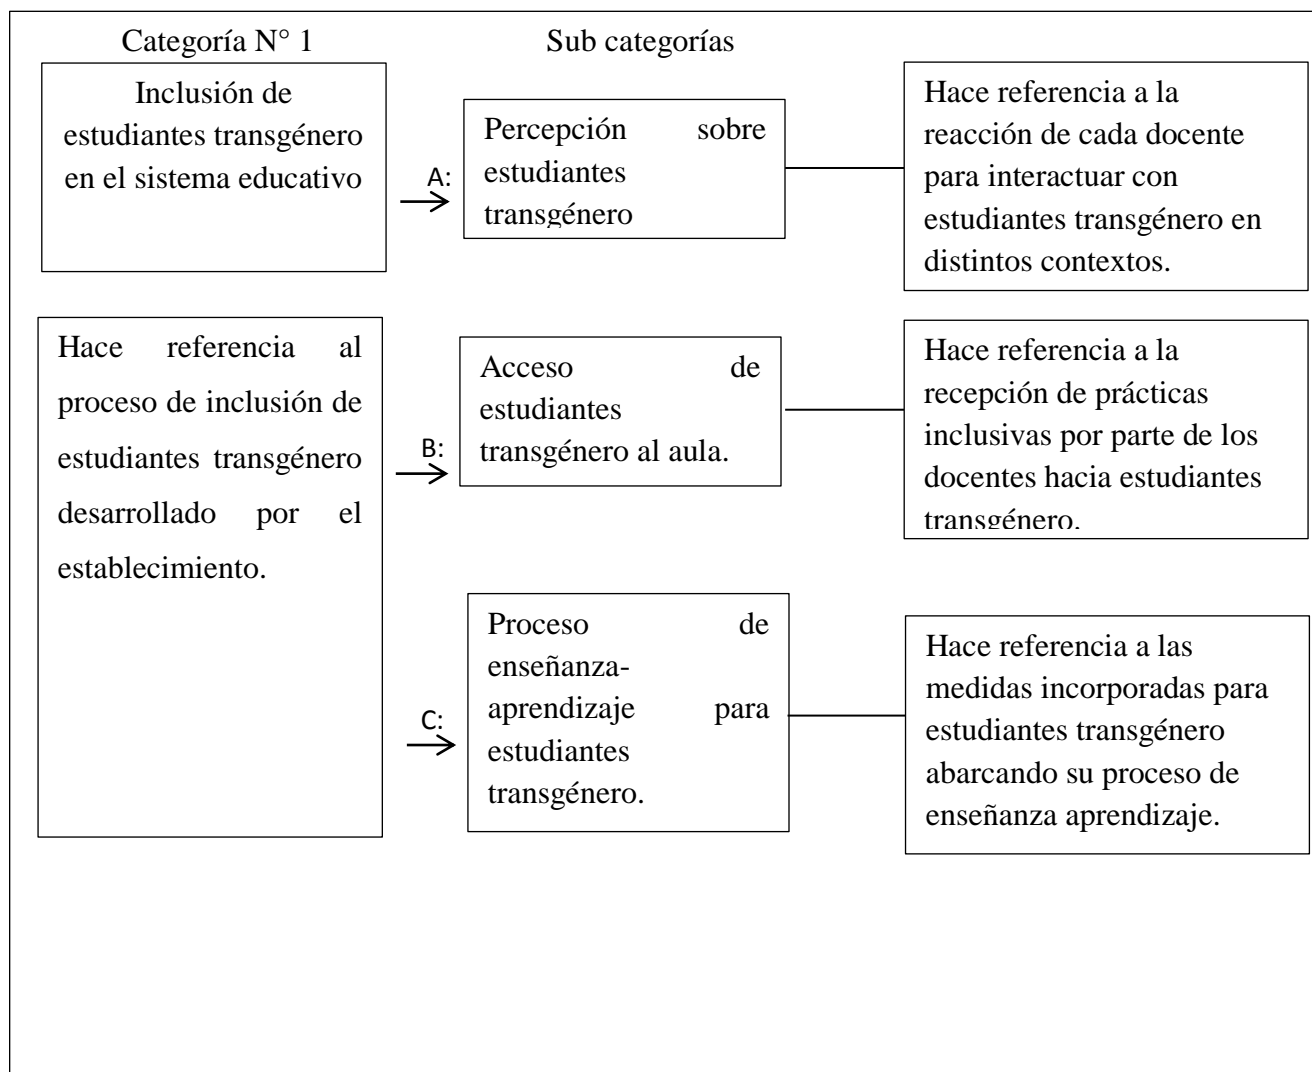 Categoría N° 1
Sub categorías
Inclusión de
estudiantes transgénero
en el sistema educativo
A:
Percepción sobre
estudiantes
transgénero
Hace referencia a la
reacción de cada docente
para interactuar con
estudiantes transgénero en
distintos contextos.
Hace referencia al
proceso de inclusión de
estudiantes transgénero
desarrollado por el
establecimiento.
B:
Acceso de
estudiantes
transgénero al aula.
Hace referencia a la
recepción de prácticas
inclusivas por parte de los
docentes hacia estudiantes
transgénero.
C:
Proceso de
enseñanza-
aprendizaje para
estudiantes
transgénero.
Hace referencia a las
medidas incorporadas para
estudiantes transgénero
abarcando su proceso de
enseñanza aprendizaje.